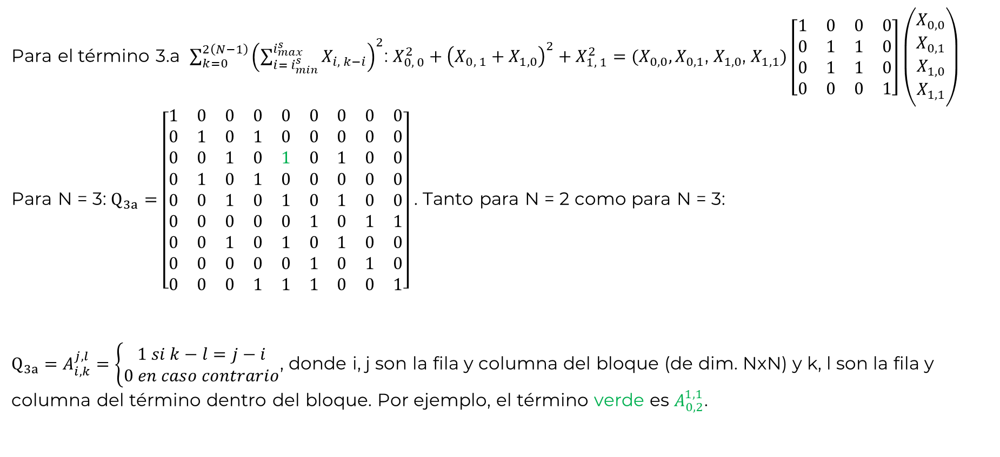 Para el término 3.a $\sum_{k=0}^{2(N-1)} \left( \sum_{i=\, i_{min}^{s}}^{i_{max}^{s}} X_{i,\, k-i} \right)^2$: $X_{0,\,0}^2 + \left( X_{0,\,1} + X_{1,0} \right)^2 + X_{1,\,1}^2 = (X_{0,0}, X_{0,1}, X_{1,0}, X_{1,1}) \begin{bmatrix} 1 & 0 & 0 & 0 \\ 0 & 1 & 1 & 0 \\ 0 & 1 & 1 & 0 \\ 0 & 0 & 0 & 1 \end{bmatrix} \begin{pmatrix} X_{0,0} \\ X_{0,1} \\ X_{1,0} \\ X_{1,1} \end{pmatrix}$
Para N = 3: $Q_{3a} = \begin{bmatrix} 1 & 0 & 0 & 0 & 0 & 0 & 0 & 0 & 0 \\ 0 & 1 & 0 & 1 & 0 & 0 & 0 & 0 & 0 \\ 0 & 0 & 1 & 0 & 1 & 0 & 1 & 0 & 0 \\ 0 & 1 & 0 & 1 & 0 & 0 & 0 & 0 & 0 \\ 0 & 0 & 1 & 0 & 1 & 0 & 1 & 0 & 0 \\ 0 & 0 & 0 & 0 & 0 & 1 & 0 & 1 & 1 \\ 0 & 0 & 1 & 0 & 1 & 0 & 1 & 0 & 0 \\ 0 & 0 & 0 & 0 & 0 & 1 & 0 & 1 & 0 \\ 0 & 0 & 0 & 1 & 1 & 1 & 0 & 0 & 1 \end{bmatrix}$. Tanto para N = 2 como para N = 3:
$Q_{3a} = A_{i,k}^{j,l} = \begin{cases} 1\ si\ k - l = j - i \\ 0\ en\ caso\ contrario \end{cases}$, donde i, j son la fila y columna del bloque (de dim. NxN) y k, l son la fila y
columna del término dentro del bloque. Por ejemplo, el término verde es $A_{0,2}^{1,1}$.